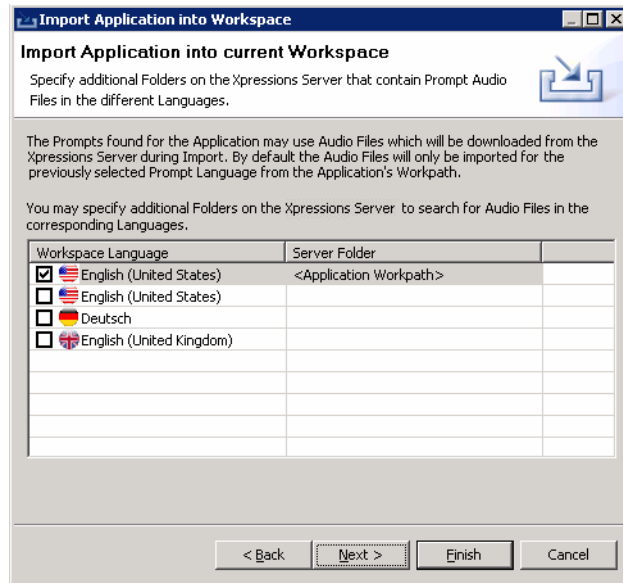 Import Application into Workspace
Import Application into current Workspace
Specify additional Folders on the Xpressions Server that contain Prompt Audio
Files in the different Languages.
The Prompts found for the Application may use Audio Files which will be downloaded from the
Xpressions Server during Import. By default the Audio Files will only be imported for the
previously selected Prompt Language from the Application's Workpath.
You may specify additional Folders on the Xpressions Server to search for Audio Files in the
corresponding Languages.
Workspace Language Server Folder
English (United States) <Application Workpath>
English (United States)
Deutsch
English (United Kingdom)
< Back Next > Finish Cancel